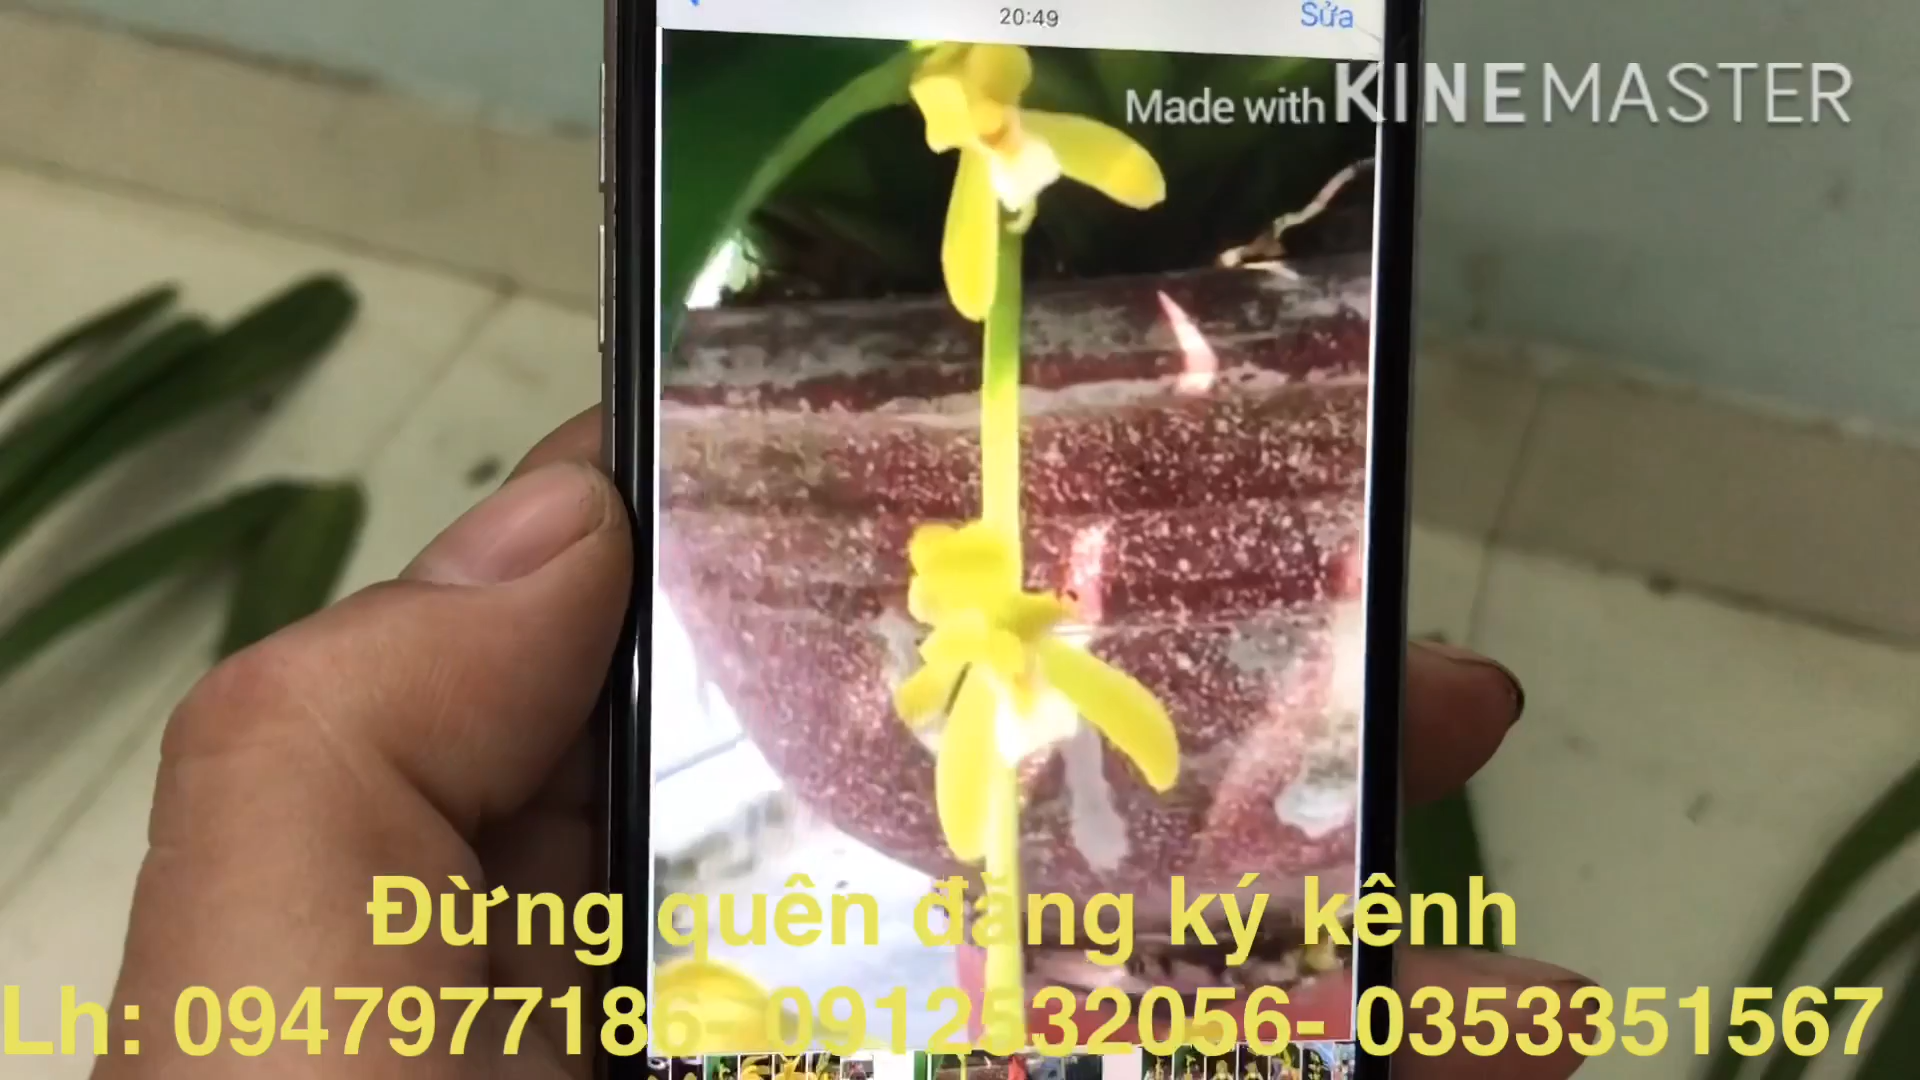 20:49
Sửa
Made with KINEMASTER
Đừng quên đăng ký kênh
Lh: 0947977186- 0912532056- 0353351567